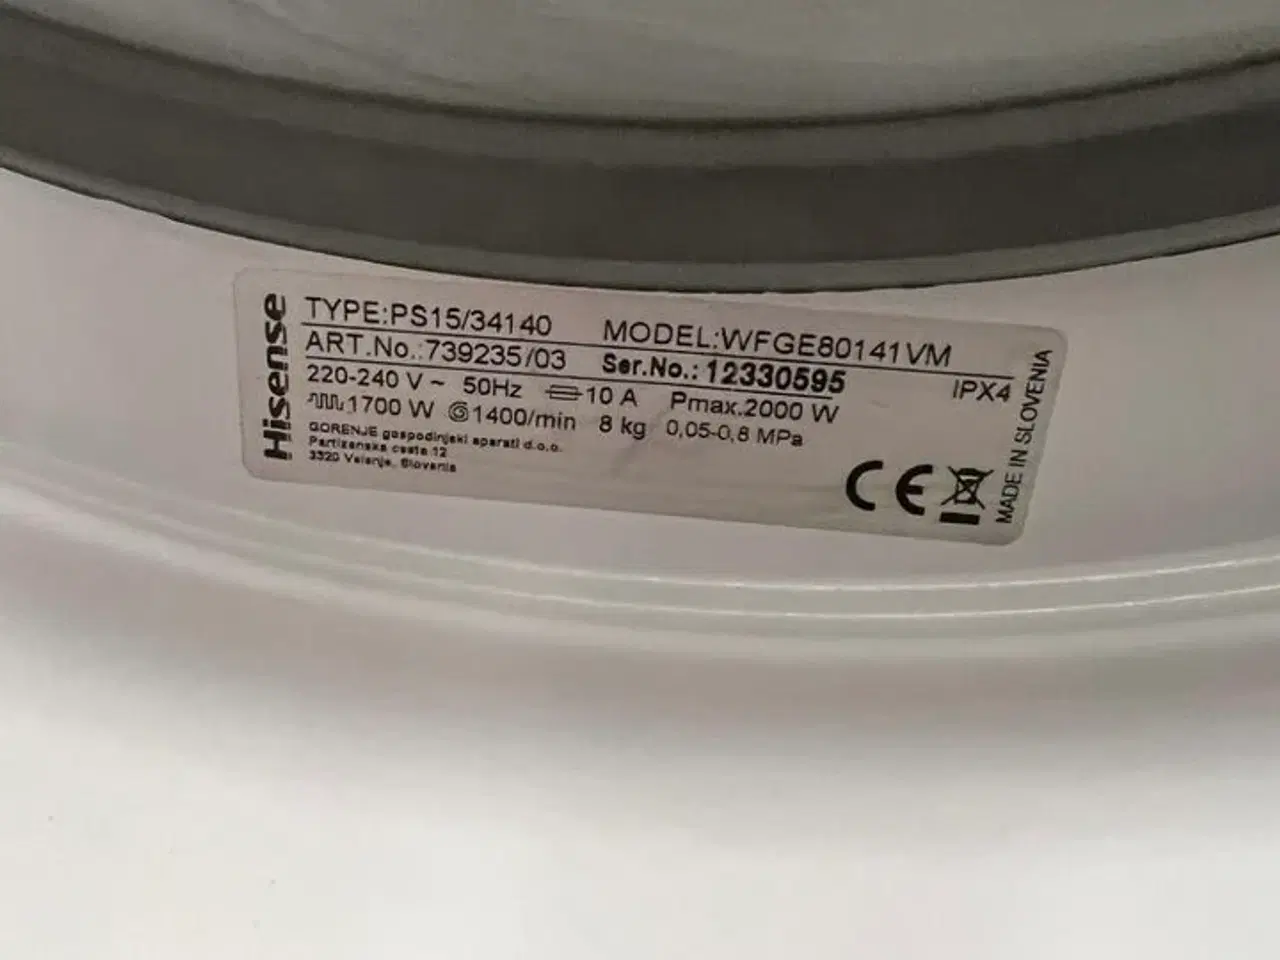 Hisense
TYPE:PS15/34140 MODEL:WFGE80141VM
ART.No.:739235/03 Ser.No.:12330595 IPX4
220-240 V ~ 50Hz 10 A Pmax.2000 W
1700 W 1400/min 8 kg 0,05-0,8 MPa
GORENJE gospodinjski aparati d.o.o.
Partizanska cesta 12
3320 Velenje, Slovenia
CE
MADE IN SLOVENIA